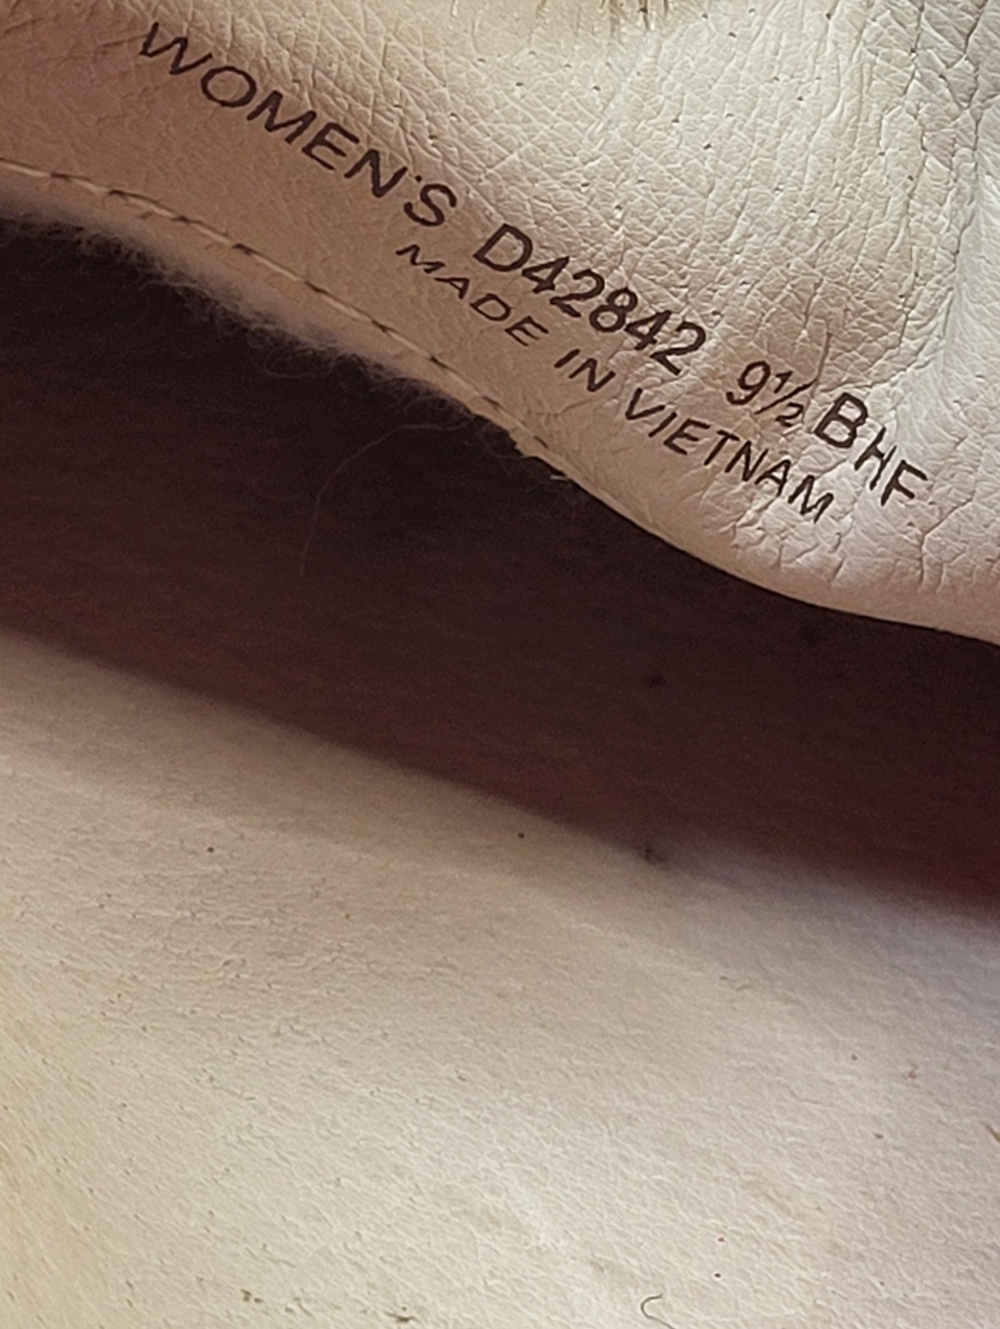 WOMEN'S D42842 9½ BHF
MADE IN VIETNAM